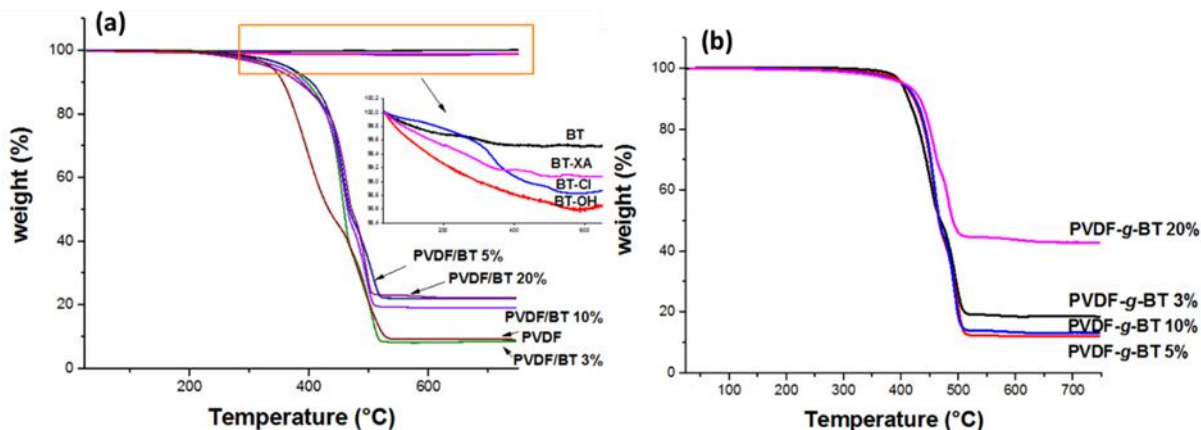 (a)
100
80
60
40
20
0
weight (%)
200
400
600
Temperature (°C)
BT
BT-XA
BT-Cl
BT-OH
200
400
600
PVDF/BT 5%
PVDF/BT 20%
PVDF/BT 10%
PVDF
PVDF/BT 3%
(b)
100
80
60
40
20
0
weight (%)
100
200
300
400
500
600
700
Temperature (°C)
PVDF-g-BT 20%
PVDF-g-BT 3%
PVDF-g-BT 10%
PVDF-g-BT 5%